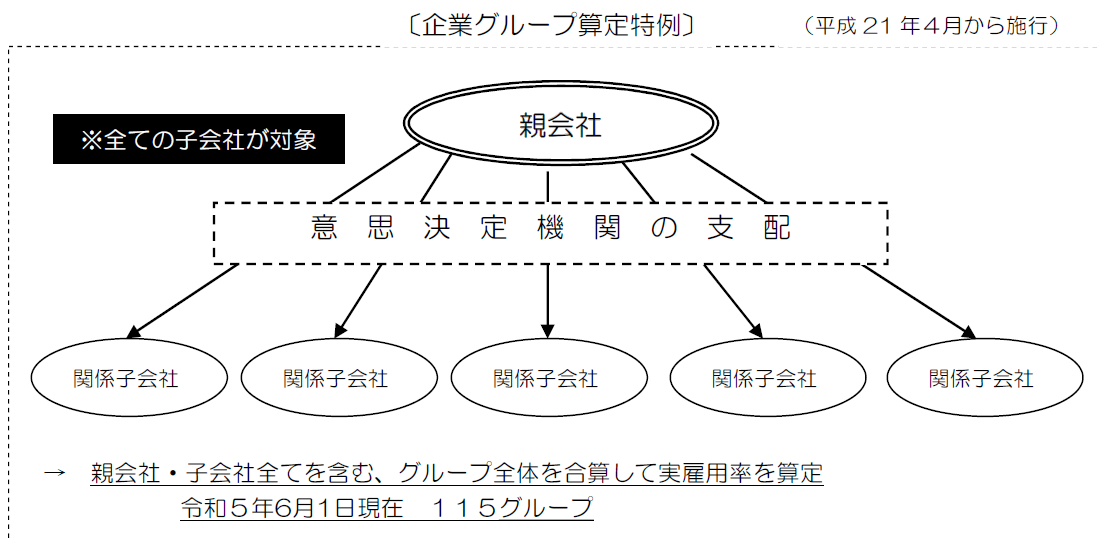 〔企業グループ算定特例〕 （平成 21 年４月から施行）
親会社
※全ての子会社が対象
意 思 決 定 機 関 の 支 配
関係子会社 関係子会社 関係子会社 関係子会社 関係子会社
→ 親会社・子会社全てを含む、グループ全体を合算して実雇用率を算定
令和５年6月1日現在 １１５グループ